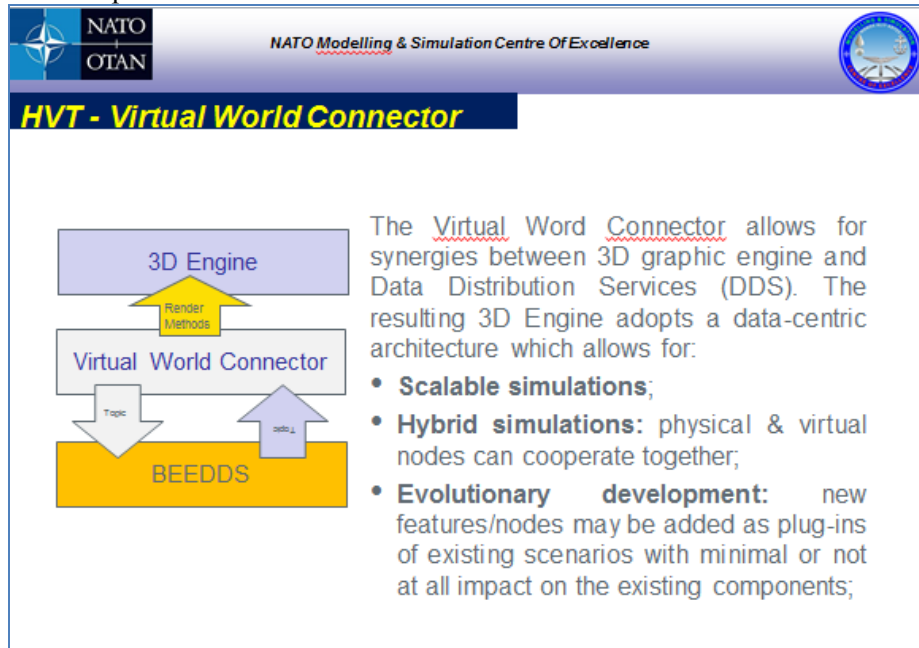 NATO
OTAN
NATO Modelling & Simulation Centre Of Excellence
HVT - Virtual World Connector
3D Engine
Render
Methods
Virtual World Connector
Topic
Topic
BEEDDS
The Virtual Word Connector allows for
synergies between 3D graphic engine and
Data Distribution Services (DDS). The
resulting 3D Engine adopts a data-centric
architecture which allows for:
• Scalable simulations;
• Hybrid simulations: physical & virtual
nodes can cooperate together;
• Evolutionary development: new
features/nodes may be added as plug-ins
of existing scenarios with minimal or not
at all impact on the existing components;